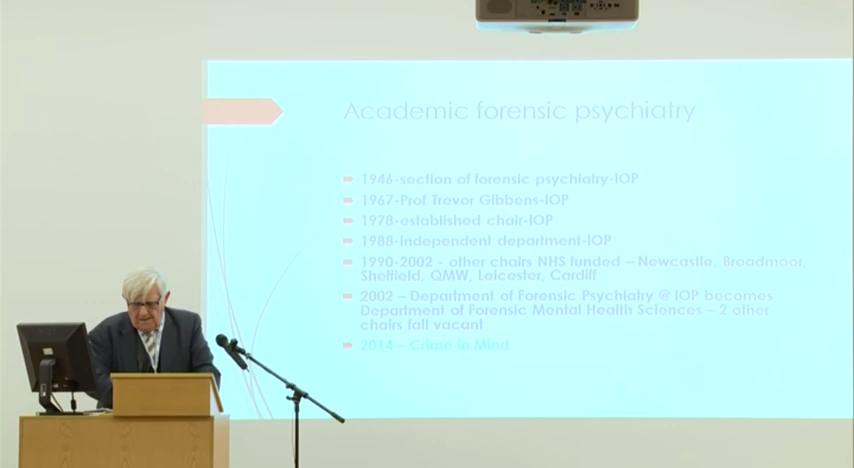 Academic forensic psychiatry
1946-section of forensic psychiatry-IOP
1967-Prof Trevor Gibbens-IOP
1978-established chair-IOP
1988-independent department-IOP
1990-2002 - other chairs NHS funded – Newcastle, Broadmoor,
Sheffield, QMW, Leicester, Cardiff
2002 – Department of Forensic Psychiatry @ IOP becomes
Department of Forensic Mental Health Sciences – 2 other
chairs fall vacant
2014 – Crime in Mind